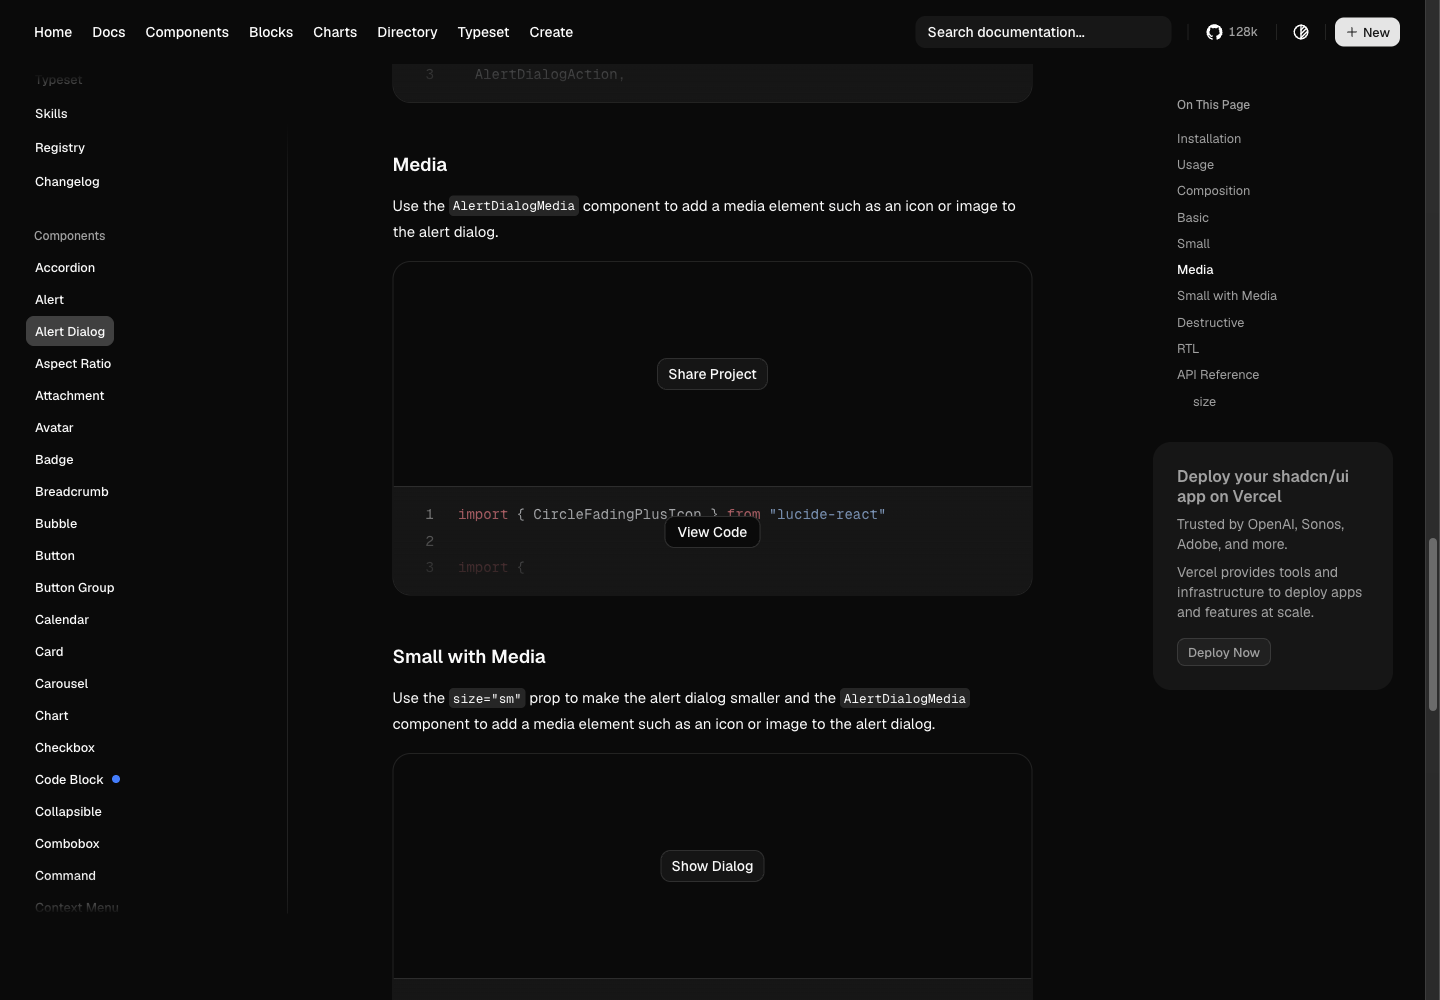 Home Docs Components Blocks Charts Directory Typeset Create
Search documentation...
128k
New
Typeset
Skills
Registry
Changelog
Components
Accordion
Alert
Alert Dialog
Aspect Ratio
Attachment
Avatar
Badge
Breadcrumb
Bubble
Button
Button Group
Calendar
Card
Carousel
Chart
Checkbox
Code Block
Collapsible
Combobox
Command
Context Menu
3 AlertDialogAction,
Media
Use the AlertDialogMedia component to add a media element such as an icon or image to
the alert dialog.
Share Project
1 import { CircleFadingPlusIcon } from "lucide-react"
View Code
2
3 import {
Small with Media
Use the size="sm" prop to make the alert dialog smaller and the AlertDialogMedia
component to add a media element such as an icon or image to the alert dialog.
Show Dialog
On This Page
Installation
Usage
Composition
Basic
Small
Media
Small with Media
Destructive
RTL
API Reference
size
Deploy your shadcn/ui
app on Vercel
Trusted by OpenAI, Sonos,
Adobe, and more.
Vercel provides tools and
infrastructure to deploy apps
and features at scale.
Deploy Now